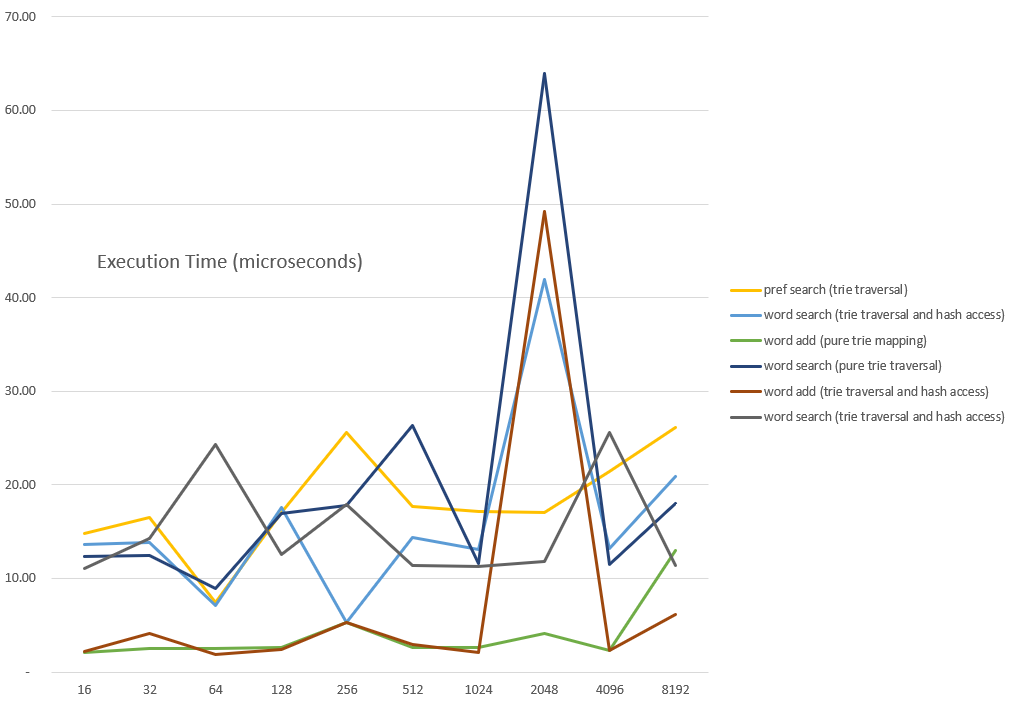 70.00
60.00
50.00
40.00
30.00
20.00
10.00
-
Execution Time (microseconds)
16 32 64 128 256 512 1024 2048 4096 8192
pref search (trie traversal)
word search (trie traversal and hash access)
word add (pure trie mapping)
word search (pure trie traversal)
word add (trie traversal and hash access)
word search (trie traversal and hash access)